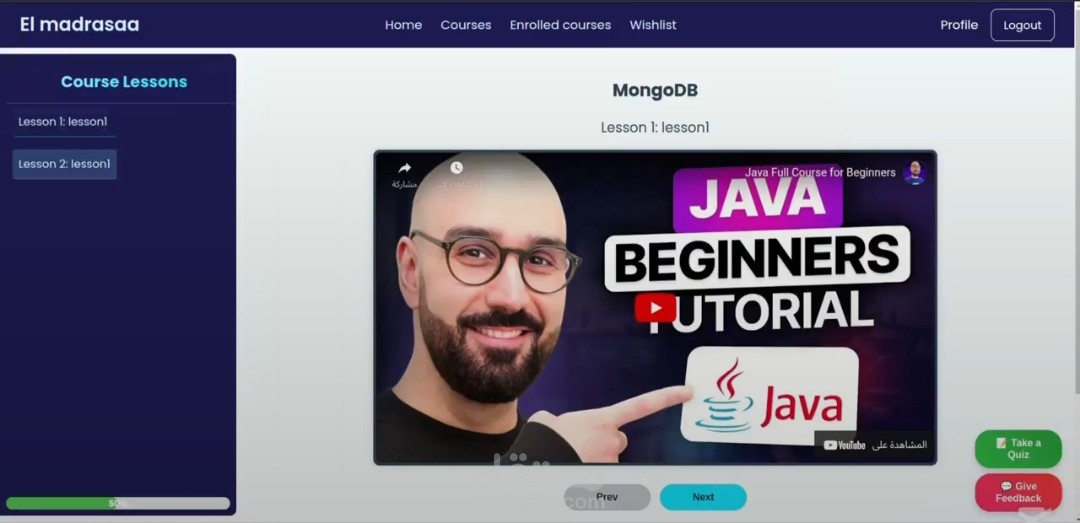 El madrasaa
Home
Courses
Enrolled courses
Wishlist
Profile
Logout
Course Lessons
Lesson 1: lesson1
Lesson 2: lesson1
50%
MongoDB
Lesson 1: lesson1
مشاركة
Java Full Course for Beginners
JAVA
BEGINNERS
TUTORIAL
Java
المشاهدة على YouTube
Prev
Next
Take a
Quiz
Give
Feedback